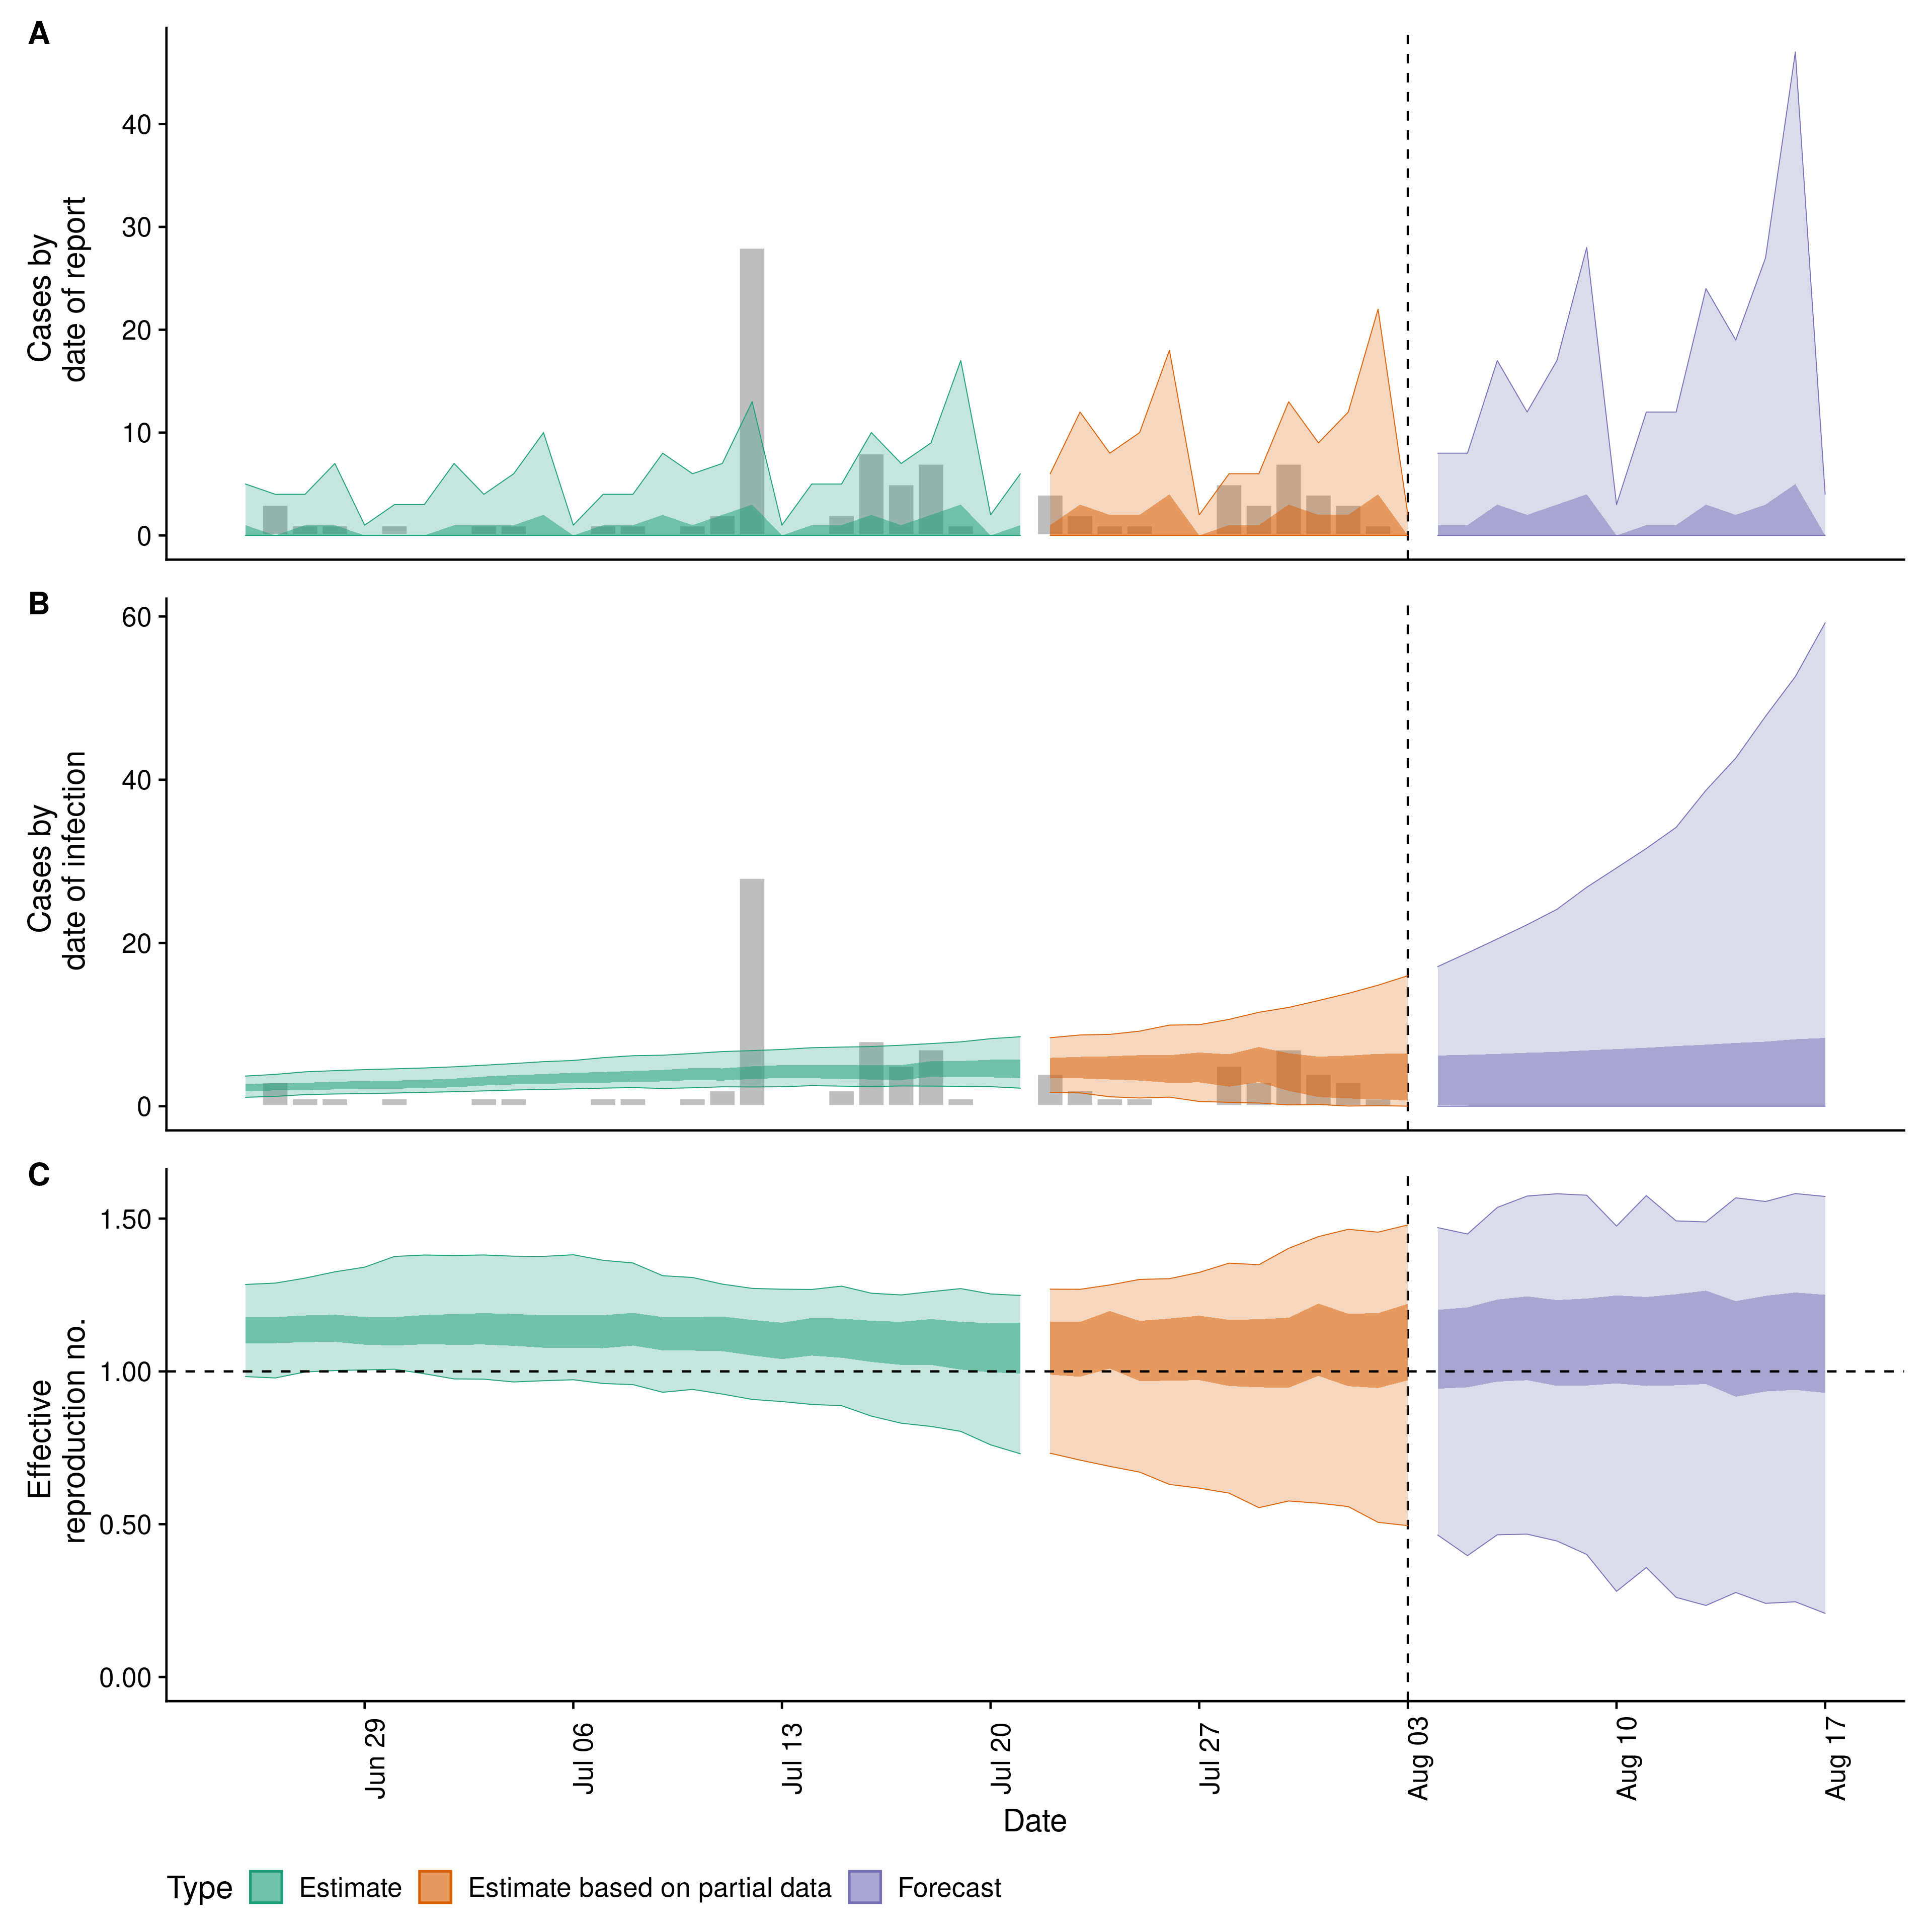 A
Cases by
date of report
40
30
20
10
0
B
Cases by
date of infection
60
40
20
0
C
Effective
reproduction no.
1.50
1.00
0.50
0.00
Jun 29
Jul 06
Jul 13
Jul 20
Jul 27
Aug 03
Aug 10
Aug 17
Date
Type Estimate Estimate based on partial data Forecast